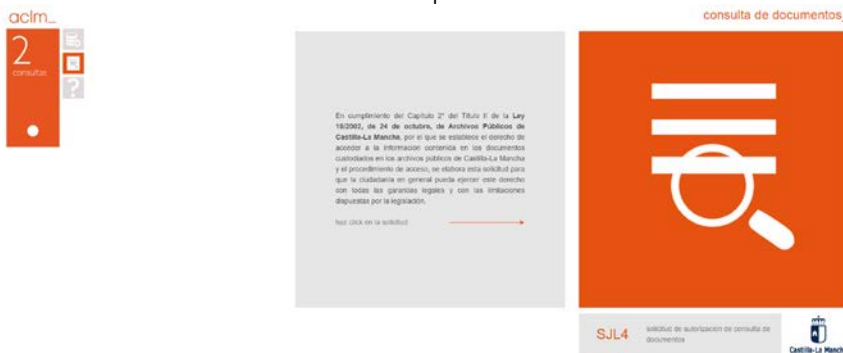 aclm_
consulta de documentos_
2
consultas
?
En cumplimiento del Capítulo 2º del Título II de la Ley
19/2002, de 24 de octubre, de Archivos Públicos de
Castilla-La Mancha, por el que se establece el derecho de
acceder a la información contenida en los documentos
custodiados en los archivos públicos de Castilla-La Mancha
y el procedimiento de acceso, se elabora esta solicitud para
que la ciudadanía en general pueda ejercer este derecho
con todas las garantías legales y con las limitaciones
dispuestas por la legislación.
haz click en la solicitud
SJL4
solicitud de autorización de consulta de
documentos
Castilla-La Mancha